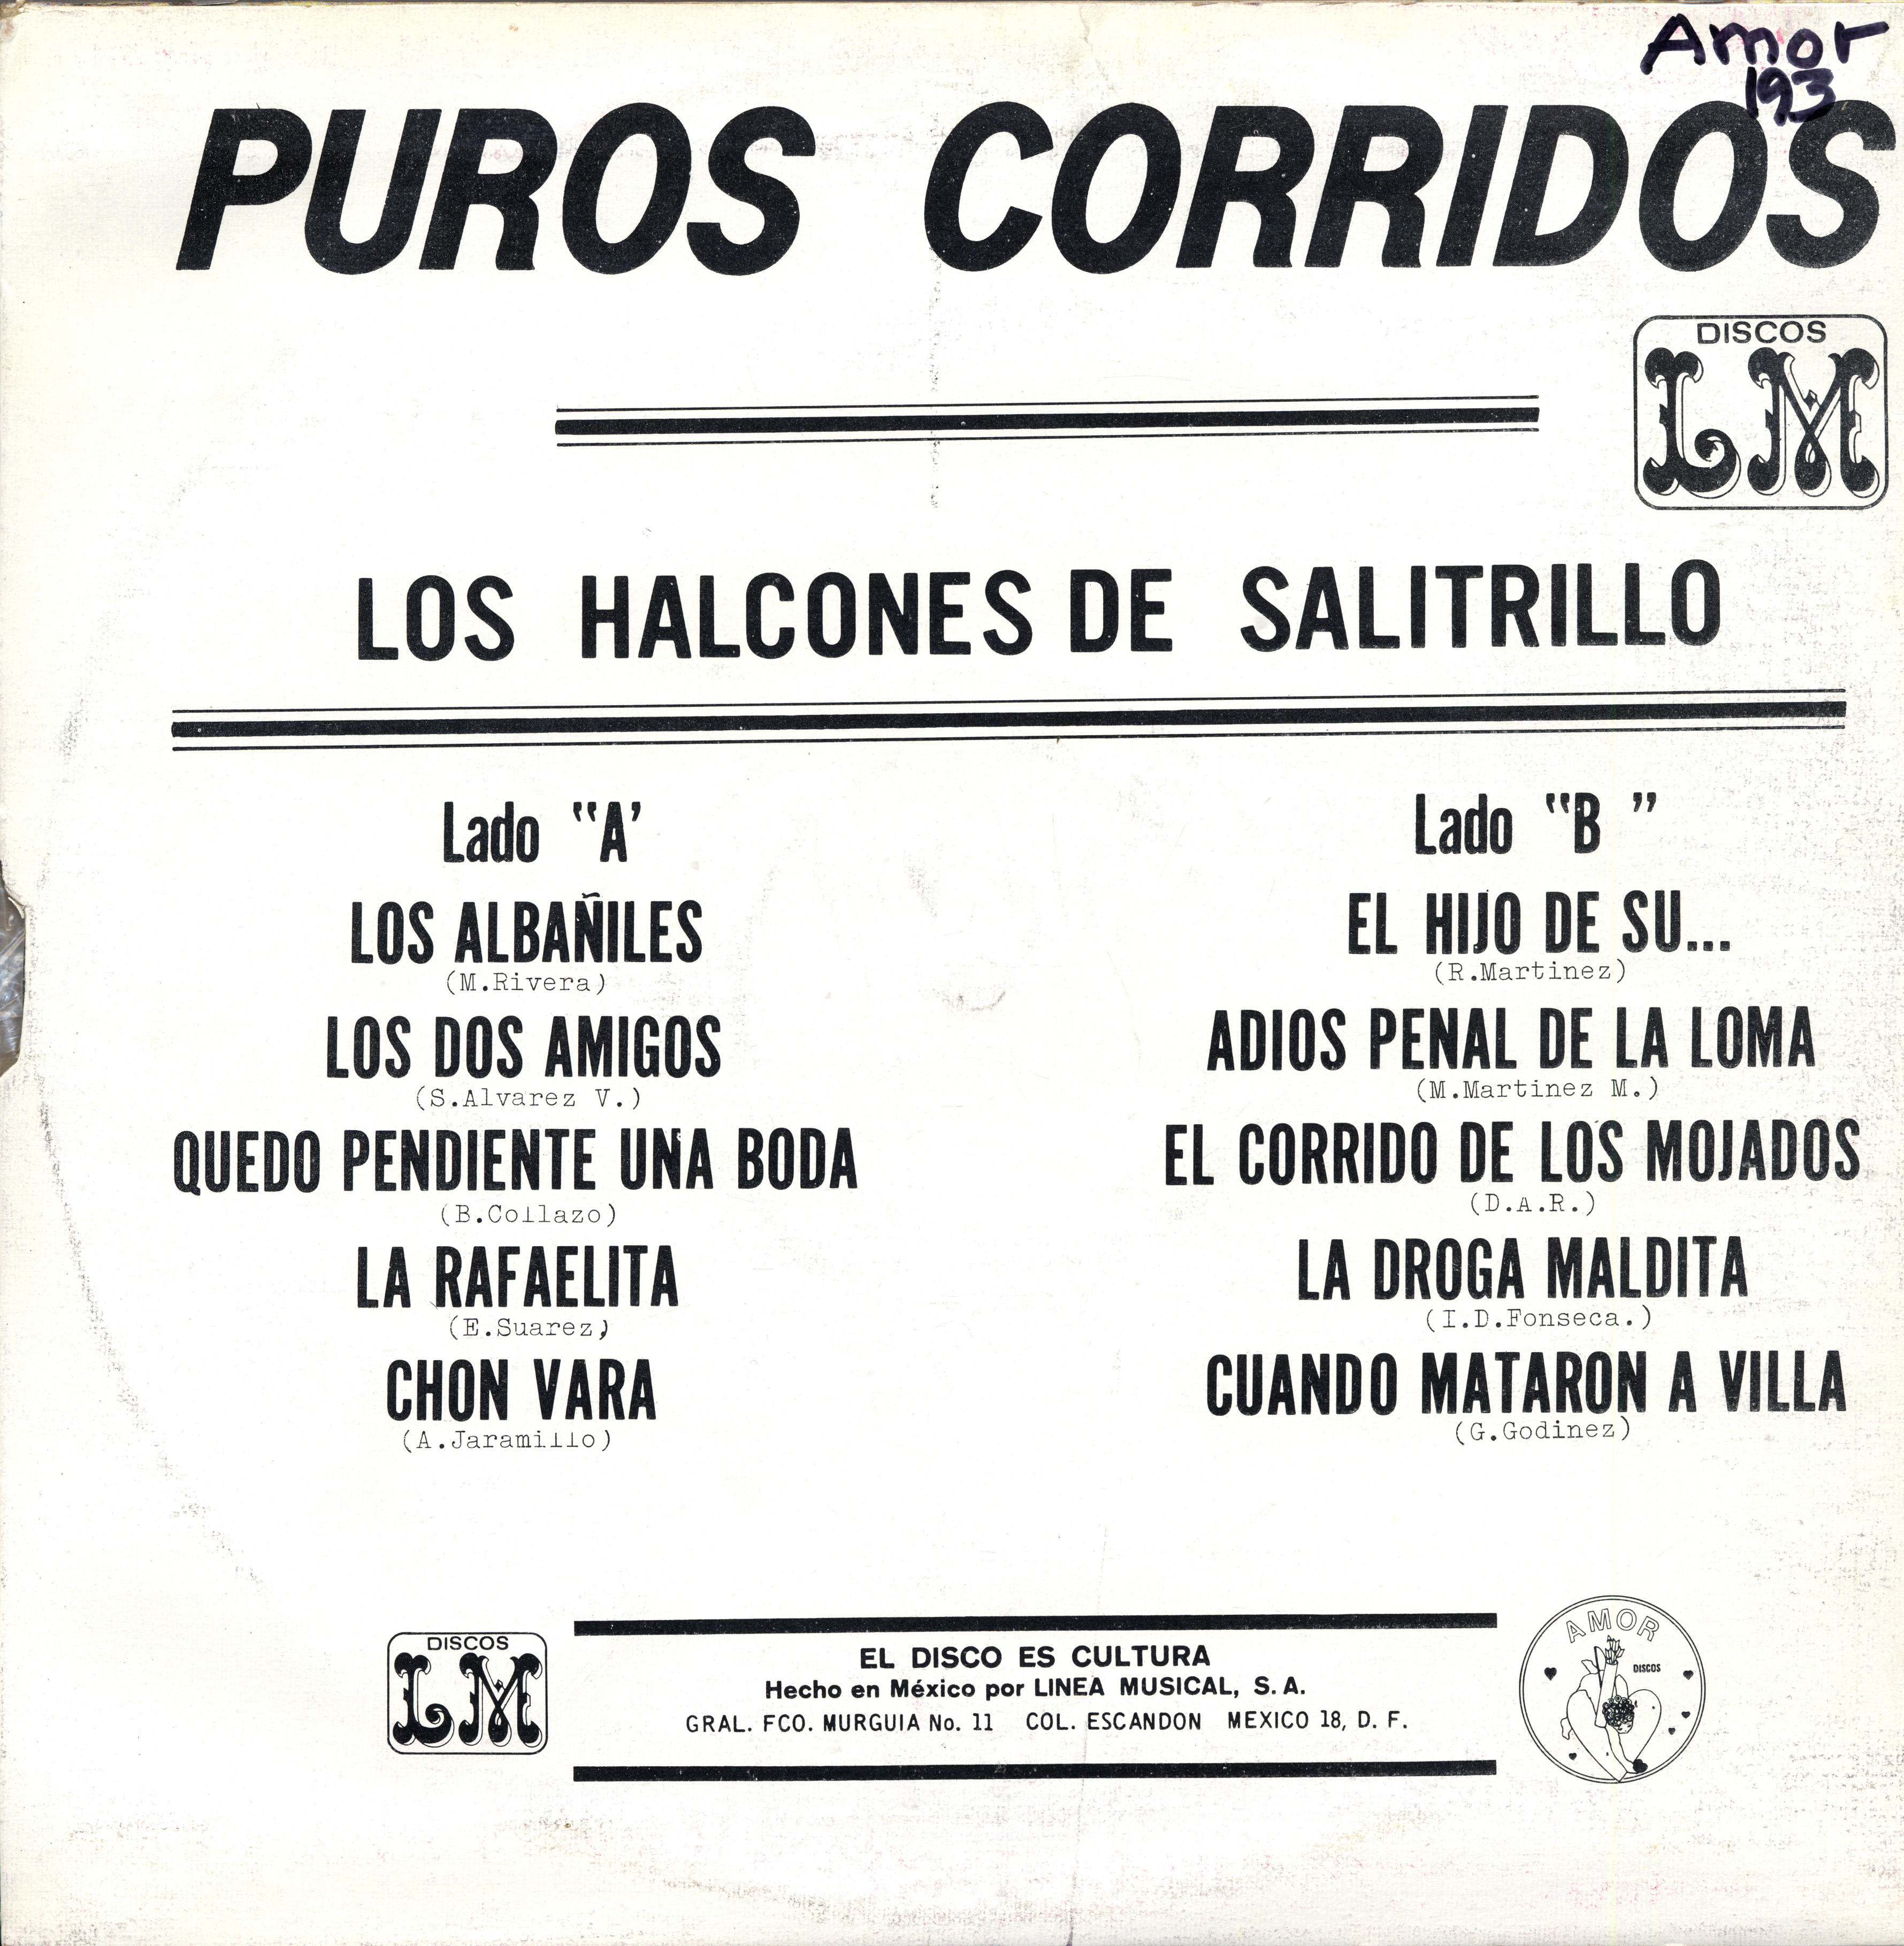 Amor
193
PUROS CORRIDOS
DISCOS
LM
LOS HALCONES DE SALITRILLO
Lado "A'
LOS ALBAÑILES
(M.Rivera)
LOS DOS AMIGOS
(S.Alvarez V.)
QUEDO PENDIENTE UNA BODA
(B.Collazo)
LA RAFAELITA
(E.Suarez)
CHON VARA
(A.Jaramillo)
Lado "B"
EL HIJO DE SU...
(R.Martinez)
ADIOS PENAL DE LA LOMA
(M.Martinez M.)
EL CORRIDO DE LOS MOJADOS
(D.A.R.)
LA DROGA MALDITA
(I.D.Fonseca.)
CUANDO MATARON A VILLA
(G.Godinez)
DISCOS
LM
EL DISCO ES CULTURA
Hecho en México por LINEA MUSICAL, S.A.
GRAL. FCO. MURGUIA No. 11 COL. ESCANDON MEXICO 18, D. F.
AMOR
DISCOS